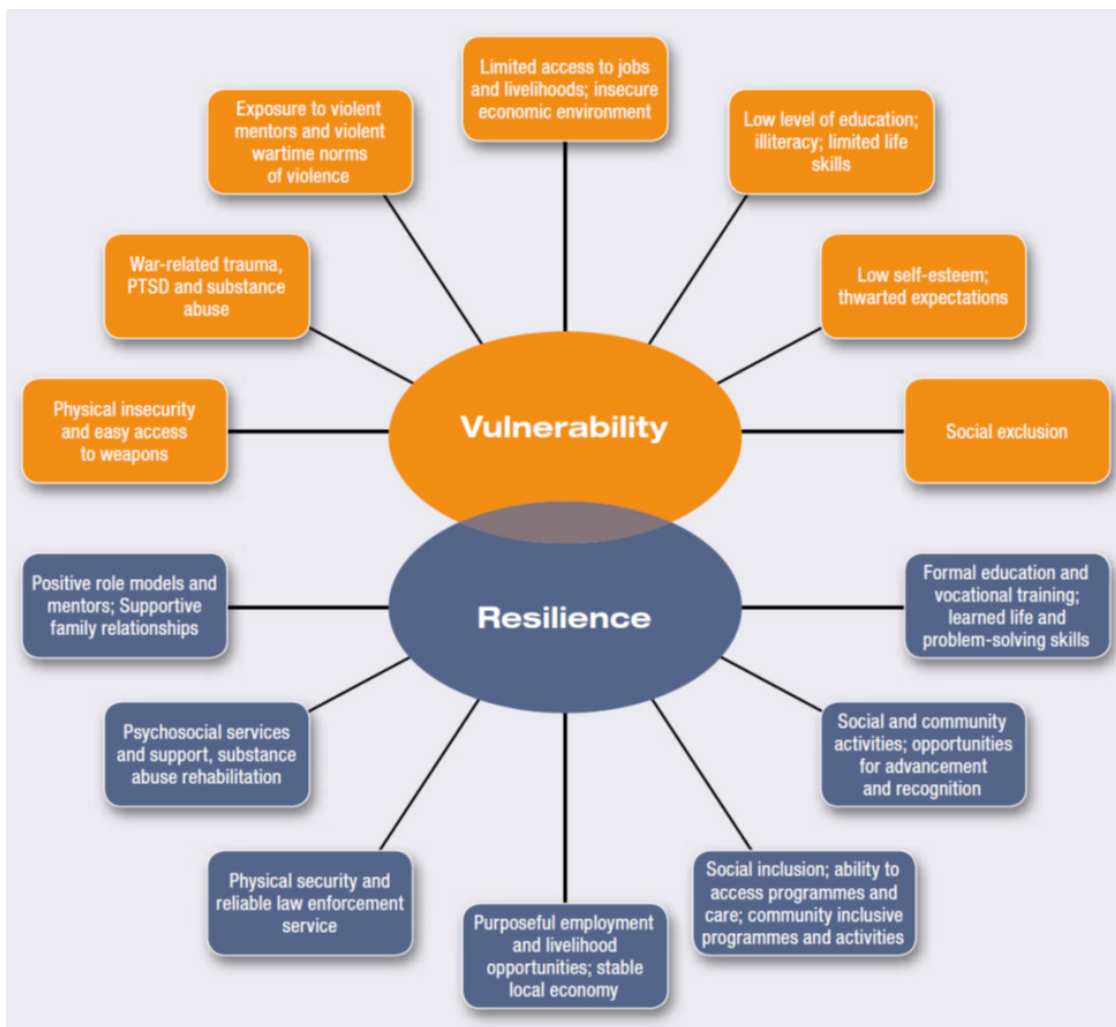 Limited access to jobs
and livelihoods; insecure
economic environment
Exposure to violent
mentors and violent
wartime norms
of violence
Low level of education;
illiteracy; limited life
skills
War-related trauma,
PTSD and substance
abuse
Low self-esteem;
thwarted expectations
Physical insecurity
and easy access
to weapons
Vulnerability
Social exclusion
Positive role models and
mentors; Supportive
family relationships
Resilience
Formal education and
vocational training;
learned life and
problem-solving skills
Psychosocial services
and support, substance
abuse rehabilitation
Social and community
activities; opportunities
for advancement
and recognition
Physical security and
reliable law enforcement
service
Purposeful employment
and livelihood
opportunities; stable
local economy
Social inclusion; ability to
access programmes and
care; community inclusive
programmes and activities